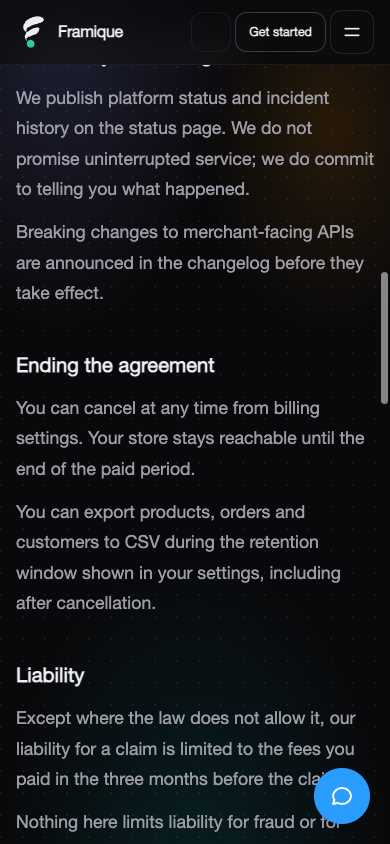 Framique
Get started
We publish platform status and incident
history on the status page. We do not
promise uninterrupted service; we do commit
to telling you what happened.
Breaking changes to merchant-facing APIs
are announced in the changelog before they
take effect.
Ending the agreement
You can cancel at any time from billing
settings. Your store stays reachable until the
end of the paid period.
You can export products, orders and
customers to CSV during the retention
window shown in your settings, including
after cancellation.
Liability
Except where the law does not allow it, our
liability for a claim is limited to the fees you
paid in the three months before the
Nothing here limits liability for fraud or for